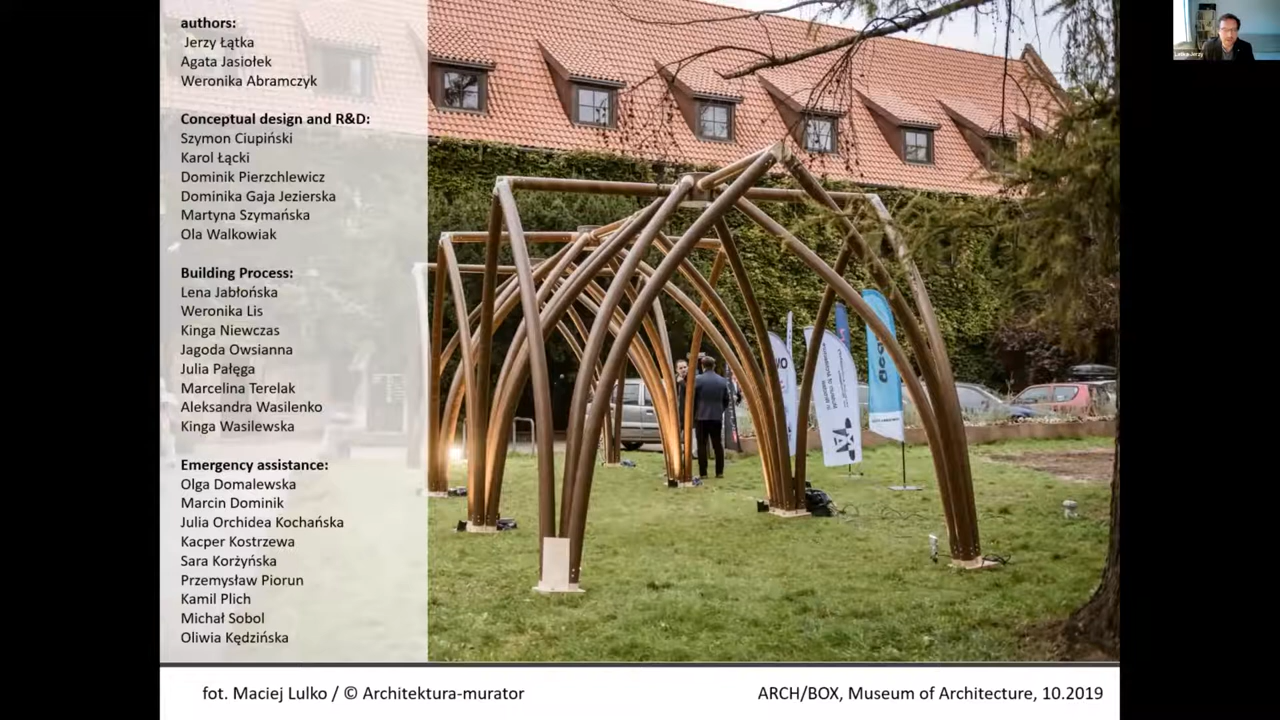 authors:
Jerzy Łątka
Agata Jasiołek
Weronika Abramczyk
Conceptual design and R&D:
Szymon Ciupiński
Karol Łącki
Dominik Pierzchlewicz
Dominika Gaja Jezierska
Martyna Szymańska
Ola Walkowiak
Building Process:
Lena Jabłońska
Weronika Lis
Kinga Niewczas
Jagoda Owsianna
Julia Pałęga
Marcelina Terelak
Aleksandra Wasilenko
Kinga Wasilewska
Emergency assistance:
Olga Domalewska
Marcin Dominik
Julia Orchidea Kochańska
Kacper Kostrzewa
Sara Korżyńska
Przemysław Piorun
Kamil Plich
Michał Sobol
Oliwia Kędzińska
fot. Maciej Lulko / © Architektura-murator
ARCH/BOX, Museum of Architecture, 10.2019